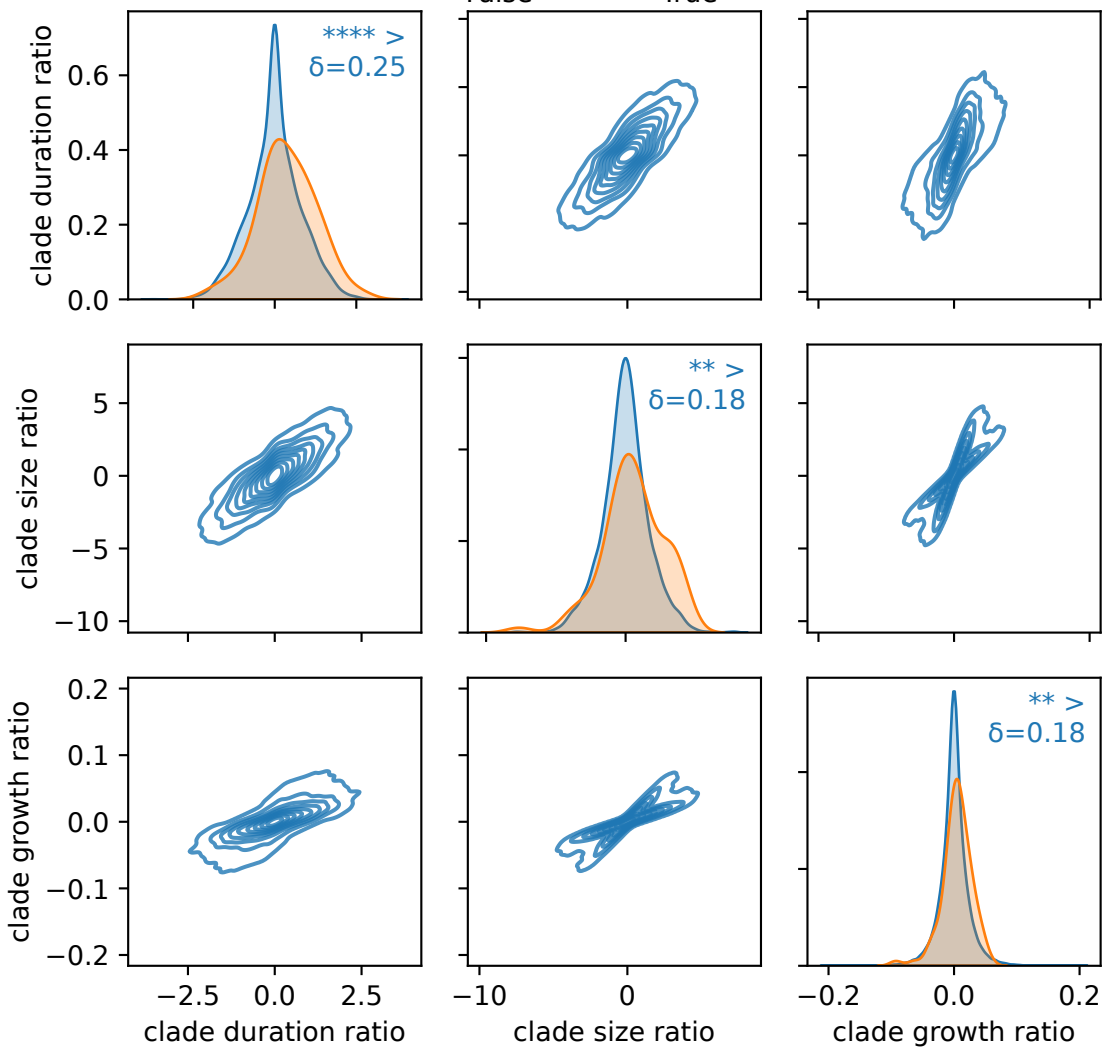 clade duration ratio
0.6
0.4
0.2
0.0
**** >
δ=0.25
clade size ratio
5
0
−5
−10
** >
δ=0.18
clade growth ratio
0.2
0.1
0.0
−0.1
−0.2
** >
δ=0.18
−2.5 0.0 2.5
−10 0
−0.2 0.0 0.2
clade duration ratio
clade size ratio
clade growth ratio